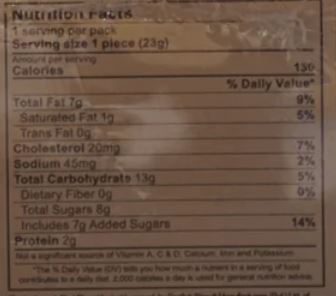 Nutrition Facts
1 serving per pack
Serving size 1 piece (23g)
Amount per serving
Calories 130
% Daily Value*
Total Fat 7g 9%
Saturated Fat 1g 5%
Trans Fat 0g
Cholesterol 20mg 7%
Sodium 45mg 2%
Total Carbohydrate 13g 5%
Dietary Fiber 0g 0%
Total Sugars 8g
Includes 7g Added Sugars 14%
Protein 2g
Not a significant source of Vitamin A, C & D, Calcium, Iron and Potassium
*The % Daily Value (DV) tells you how much a nutrient in a serving of food
contributes to a daily diet. 2,000 calories a day is used for general nutrition advice.